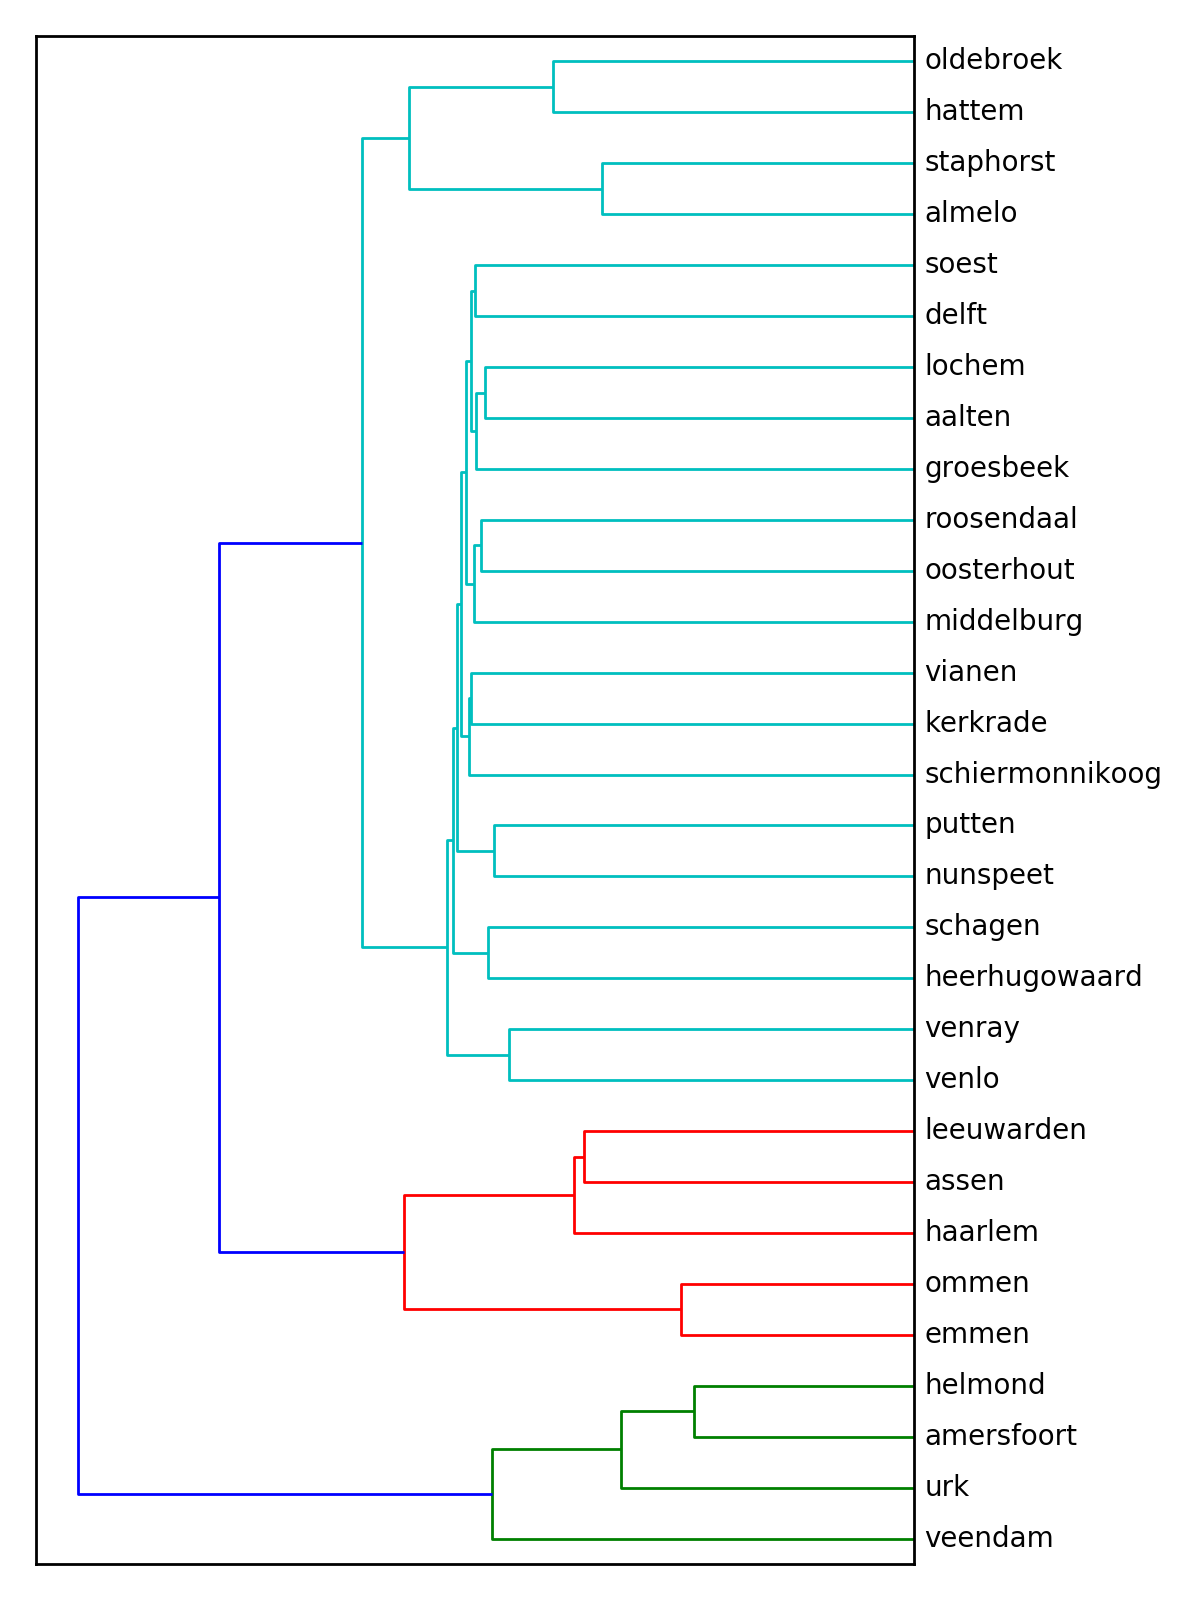 oldebroek
hattem
staphorst
almelo
soest
delft
lochem
aalten
groesbeek
roosendaal
oosterhout
middelburg
vianen
kerkrade
schiermonnikoog
putten
nunspeet
schagen
heerhugowaard
venray
venlo
leeuwarden
assen
haarlem
ommen
emmen
helmond
amersfoort
urk
veendam